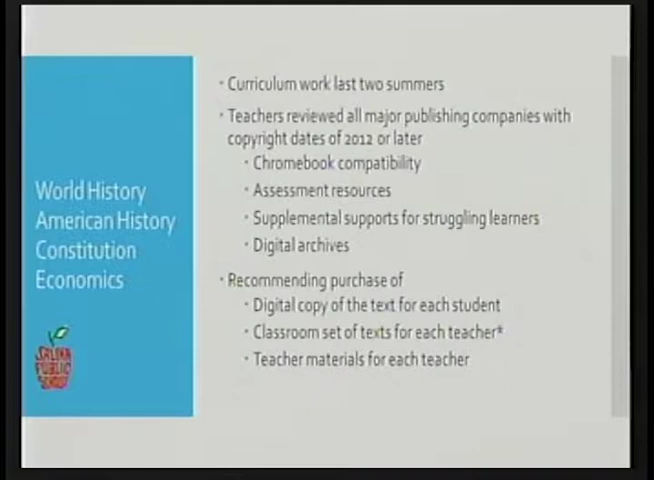 World History
American History
Constitution
Economics
SALINA
PUBLIC
SCHOOLS
· Curriculum work last two summers
· Teachers reviewed all major publishing companies with
copyright dates of 2012 or later
· Chromebook compatibility
· Assessment resources
· Supplemental supports for struggling learners
· Digital archives
· Recommending purchase of
· Digital copy of the text for each student
· Classroom set of texts for each teacher*
· Teacher materials for each teacher